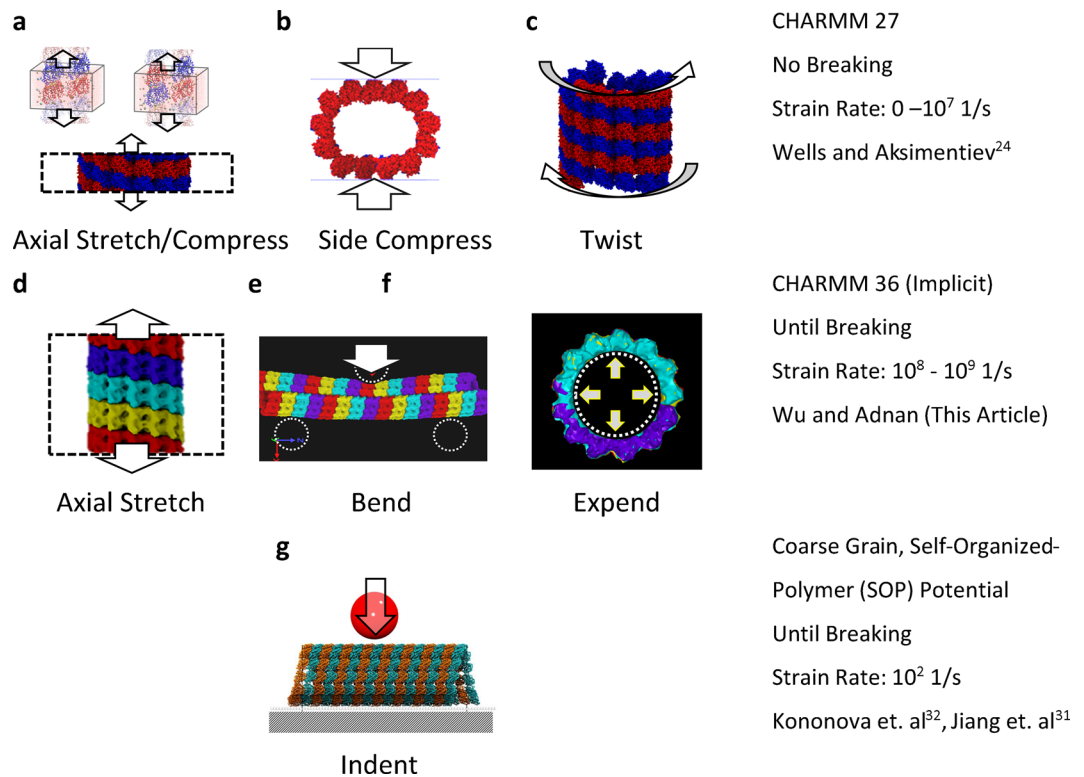 a
b
c
CHARMM 27
No Breaking
Strain Rate: 0 –10⁷ 1/s
Wells and Aksimentiev²⁴
Axial Stretch/Compress
Side Compress
Twist
d
e
f
CHARMM 36 (Implicit)
Until Breaking
Strain Rate: 10⁸ - 10⁹ 1/s
Wu and Adnan (This Article)
Axial Stretch
Bend
Expend
g
Coarse Grain, Self-Organized-
Polymer (SOP) Potential
Until Breaking
Strain Rate: 10² 1/s
Kononova et. al³², Jiang et. al³¹
Indent